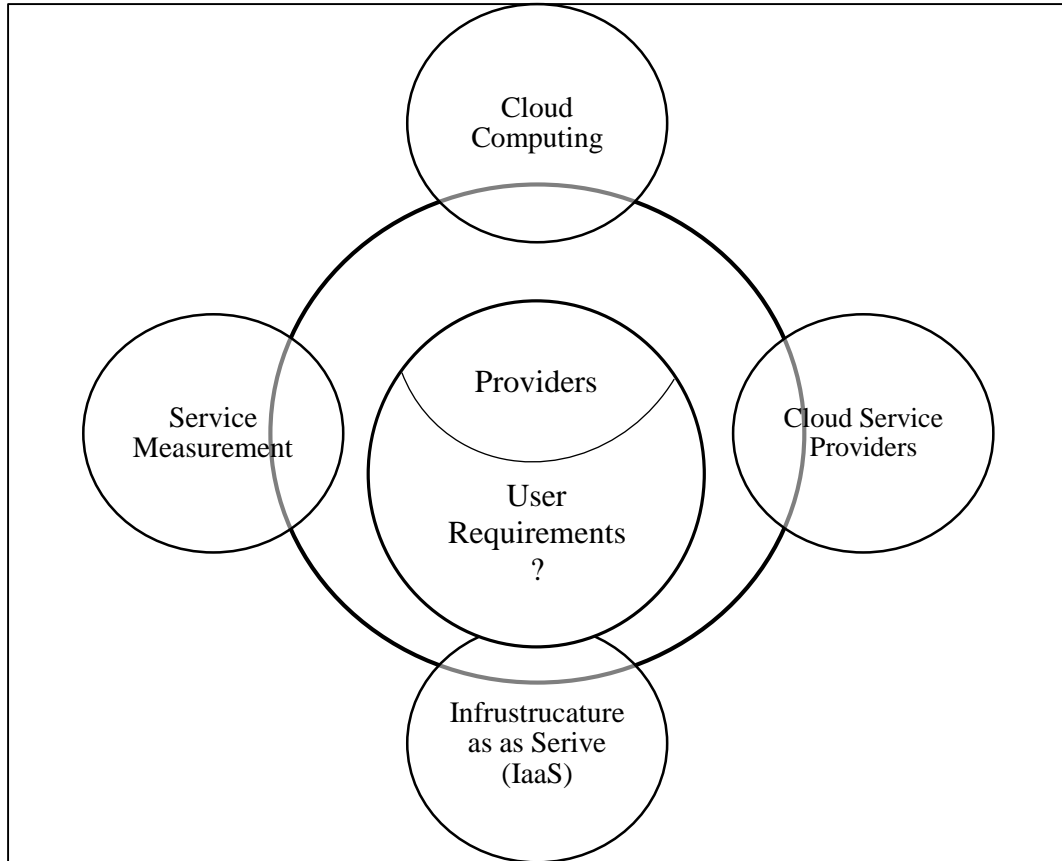 Cloud
Computing
Providers
Service
Measurement
Cloud Service
Providers
User
Requirements
?
Infrustrucature
as as Serive
(IaaS)